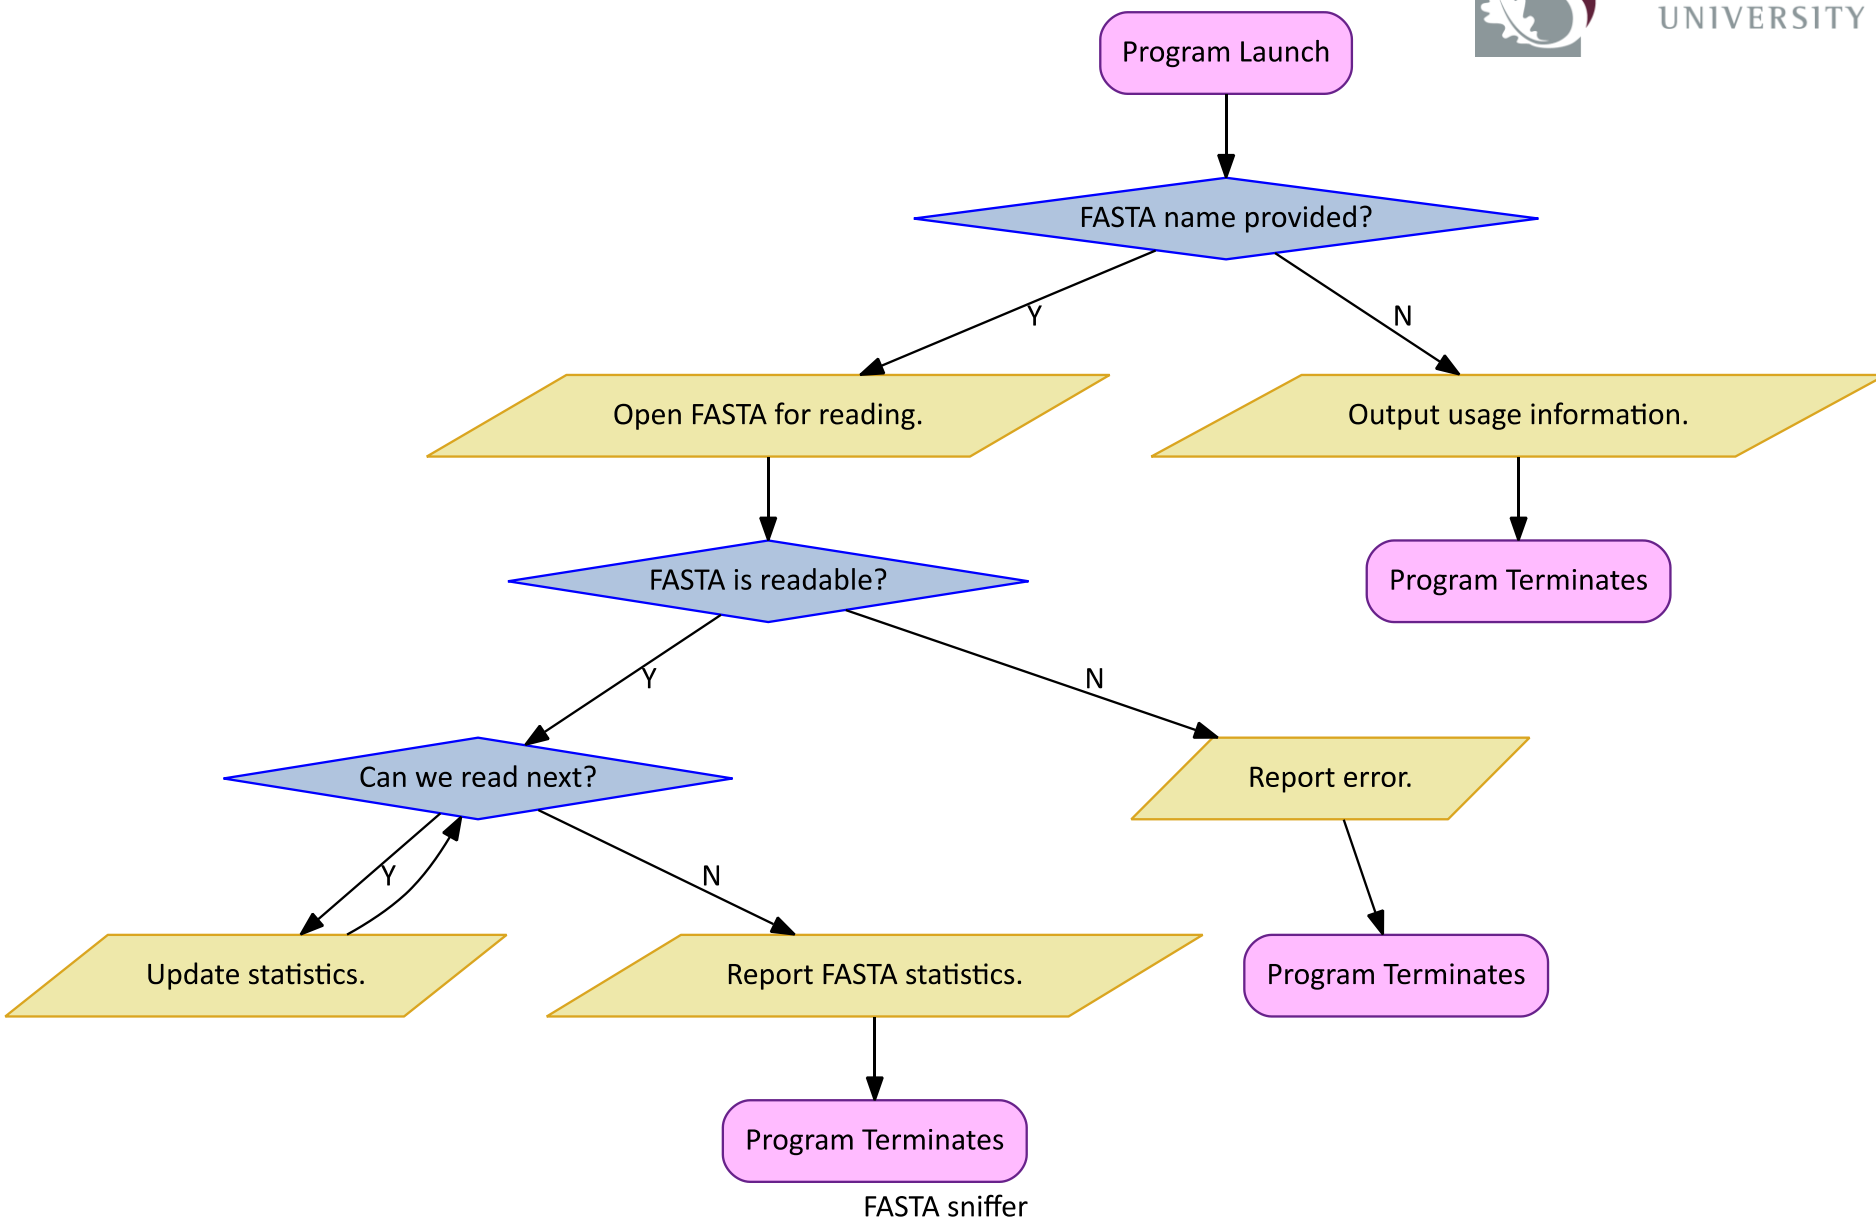 UNIVERSITY
Program Launch
FASTA name provided?
Y
N
Open FASTA for reading.
Output usage information.
FASTA is readable?
Program Terminates
Y
N
Can we read next?
Report error.
Y
N
Update statistics.
Report FASTA statistics.
Program Terminates
Program Terminates
FASTA sniffer